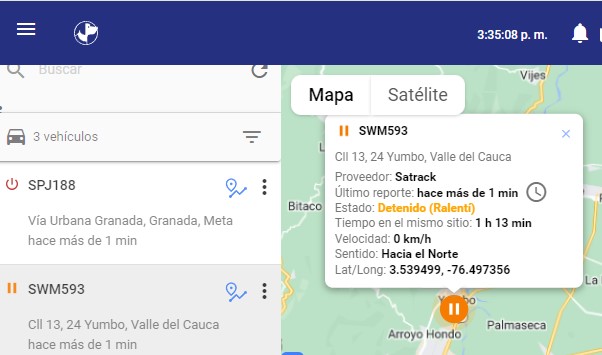 3:35:08 p. m.
Buscar
3 vehículos
SPJ188
Vía Urbana Granada, Granada, Meta
hace más de 1 min
SWM593
Cll 13, 24 Yumbo, Valle del Cauca
hace más de 1 min
Mapa
Satélite
Vijes
SWM593
×
Cll 13, 24 Yumbo, Valle del Cauca
Proveedor: Satrack
Último reporte: hace más de 1 min
Estado: Detenido (Ralentí)
Tiempo en el mismo sitio: 1 h 13 min
Velocidad: 0 km/h
Sentido: Hacia el Norte
Lat/Long: 3.539499, -76.497356
Bitaco
La
Yumbo
Palmaseca
Arroyo Hondo